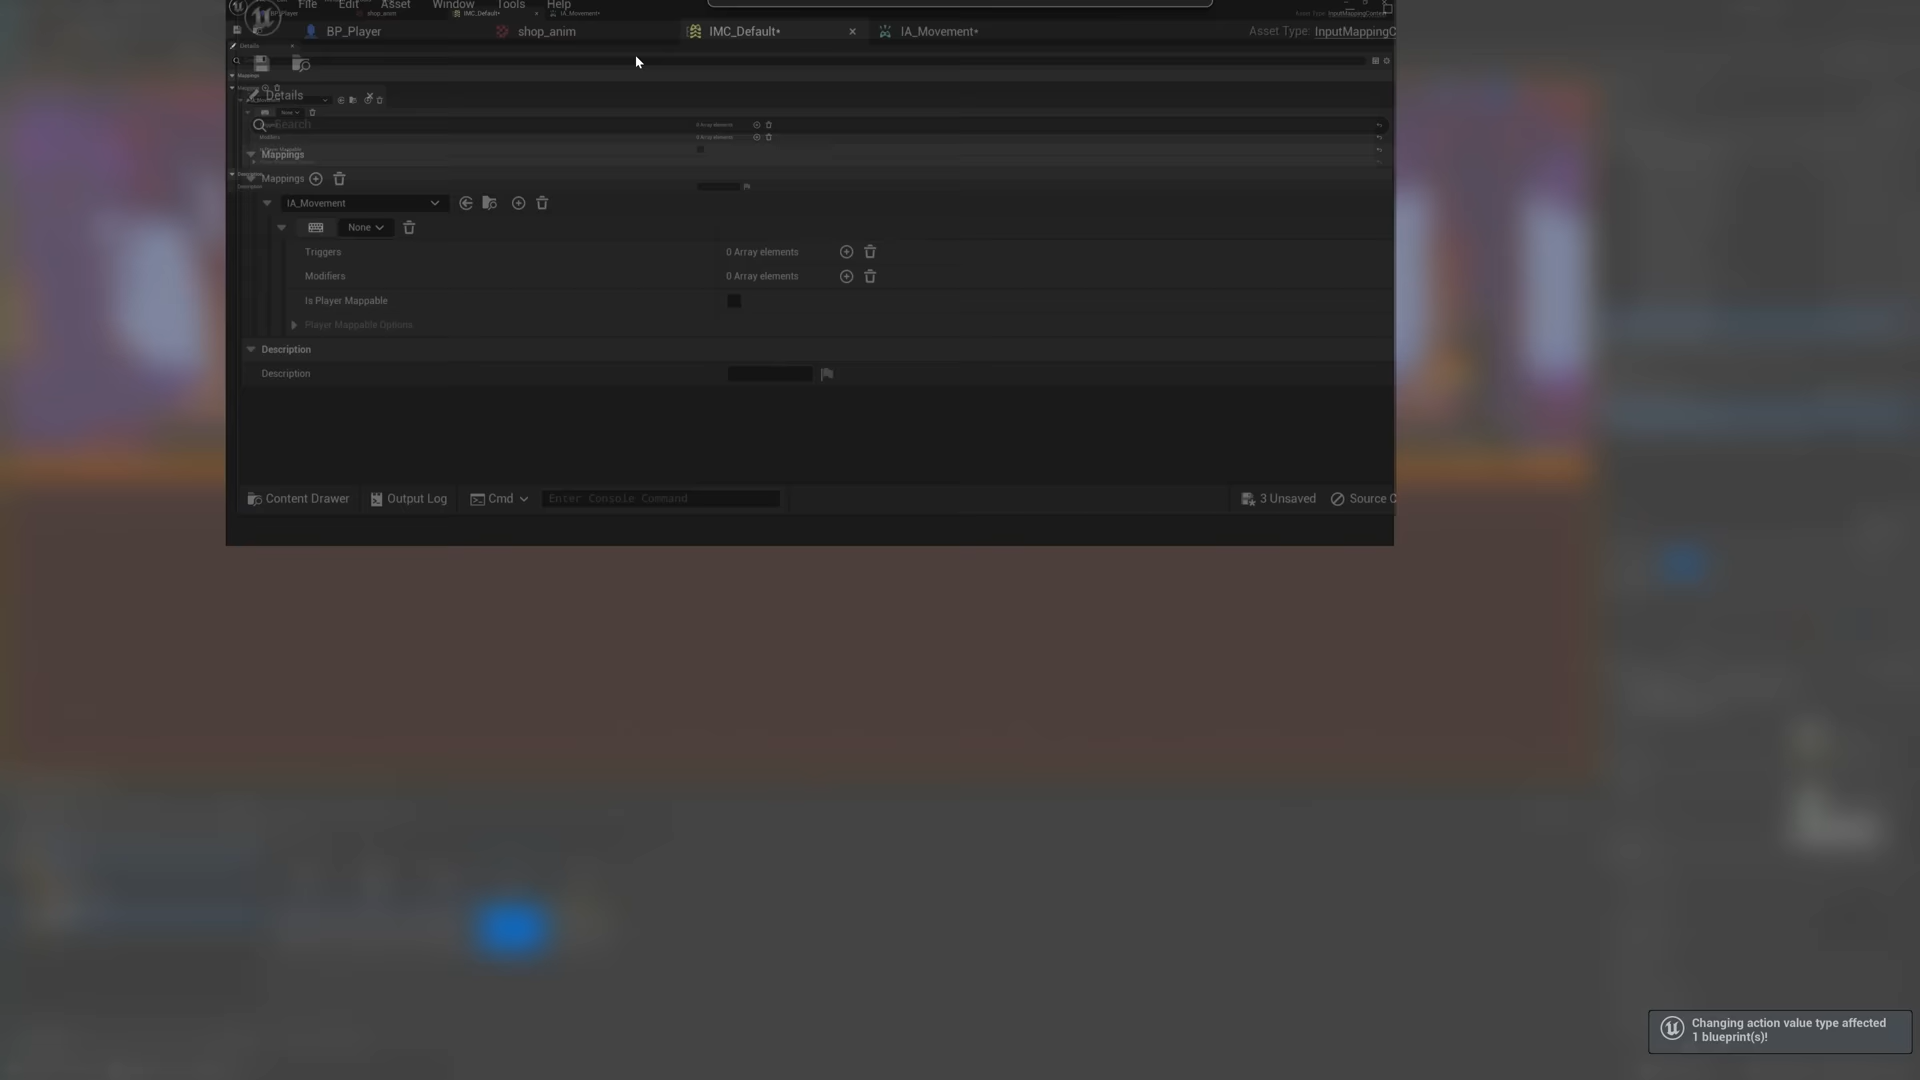 File Edit Asset Window Tools Help
BP_Player shop_anim IMC_Default* IA_Movement* Asset Type: InputMappingC
Details
Search
Mappings
Mappings
IA_Movement
None
Triggers 0 Array elements
Modifiers 0 Array elements
Is Player Mappable
Player Mappable Options
Description
Description
Content Drawer Output Log Cmd Enter Console Command 3 Unsaved Source C
Changing action value type affected
1 blueprint(s)!